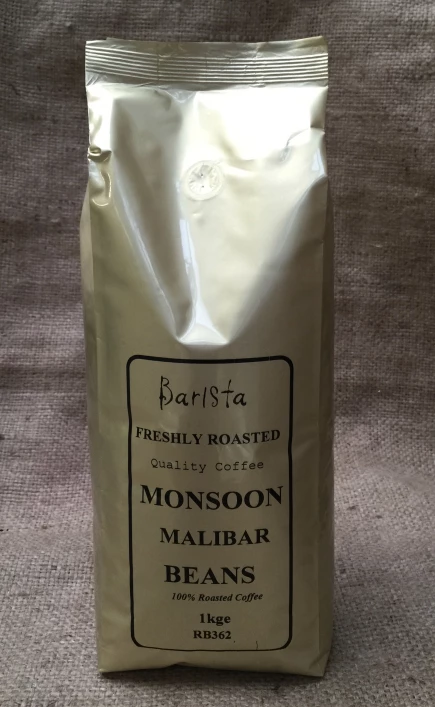 Barista
FRESHLY ROASTED
Quality Coffee
MONSOON
MALIBAR
BEANS
100% Roasted Coffee
1kge
RB362